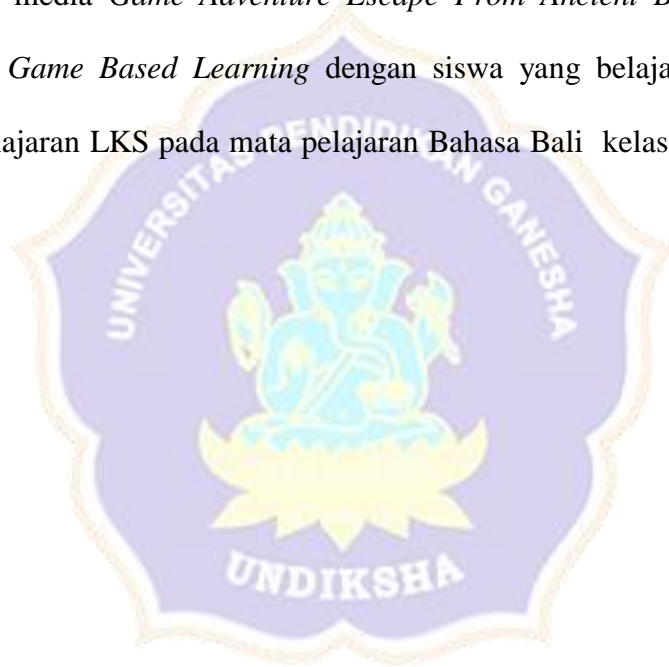 media Game Adventure Escape From Ancient
Game Based Learning dengan siswa yang
ajaran LKS pada mata pelajaran Bahasa Bali kelas
UNIVERSITAS PENDIDIKAN GANESHA
UNDIKSHA